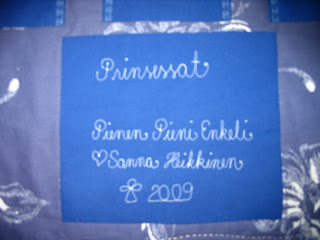 Prinsessat
Pienen Pieni Enkeli
♡Sanna Heikkinen
2009